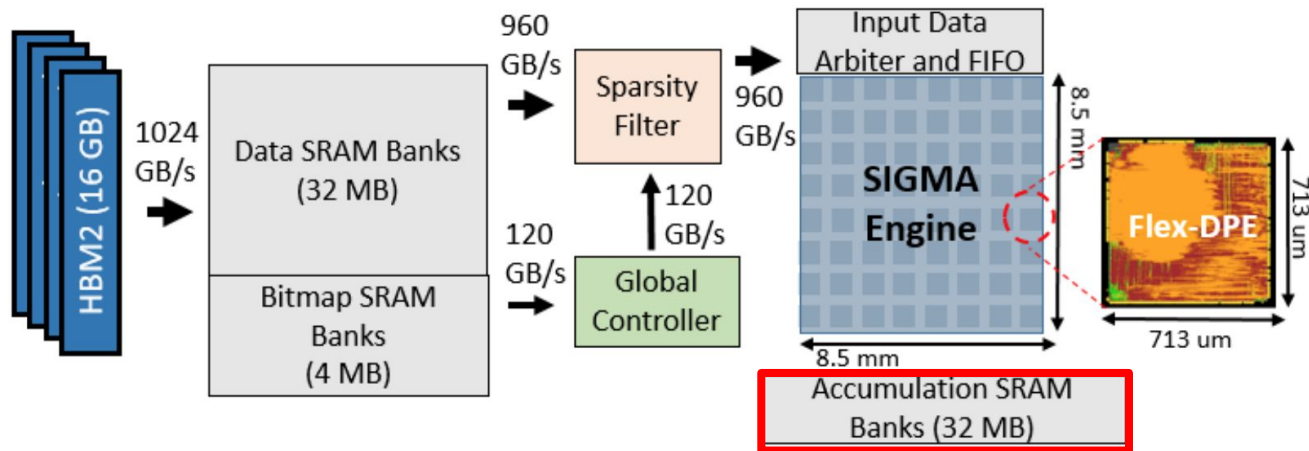 HBM2 (16 GB)
1024
GB/s
Data SRAM Banks
(32 MB)
Bitmap SRAM
Banks
(4 MB)
960
GB/s
120
GB/s
Sparsity
Filter
120
GB/s
Global
Controller
960
GB/s
Input Data
Arbiter and FIFO
SIGMA
Engine
8.5 mm
8.5 mm
Accumulation SRAM
Banks (32 MB)
Flex-DPE
713 um
713 um